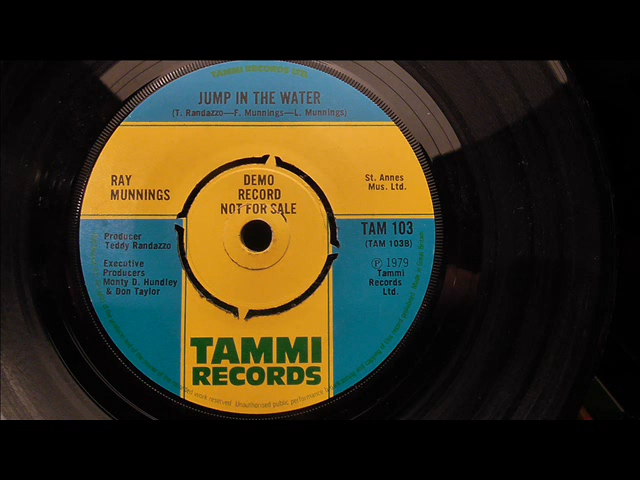 TAMMI RECORDS LTD.
JUMP IN THE WATER
(T. Randazzo—F. Munnings—L. Munnings)
RAY
MUNNINGS
DEMO
RECORD
NOT FOR SALE
St. Annes
Mus. Ltd.
TAM 103
(TAM 103B)
Producer
Teddy Randazzo
Executive
Producers
Monty D. Hundley
& Don Taylor
℗ 1979
Tammi
Records
Ltd.
TAMMI
RECORDS
work reserved. Unauthorised public performance